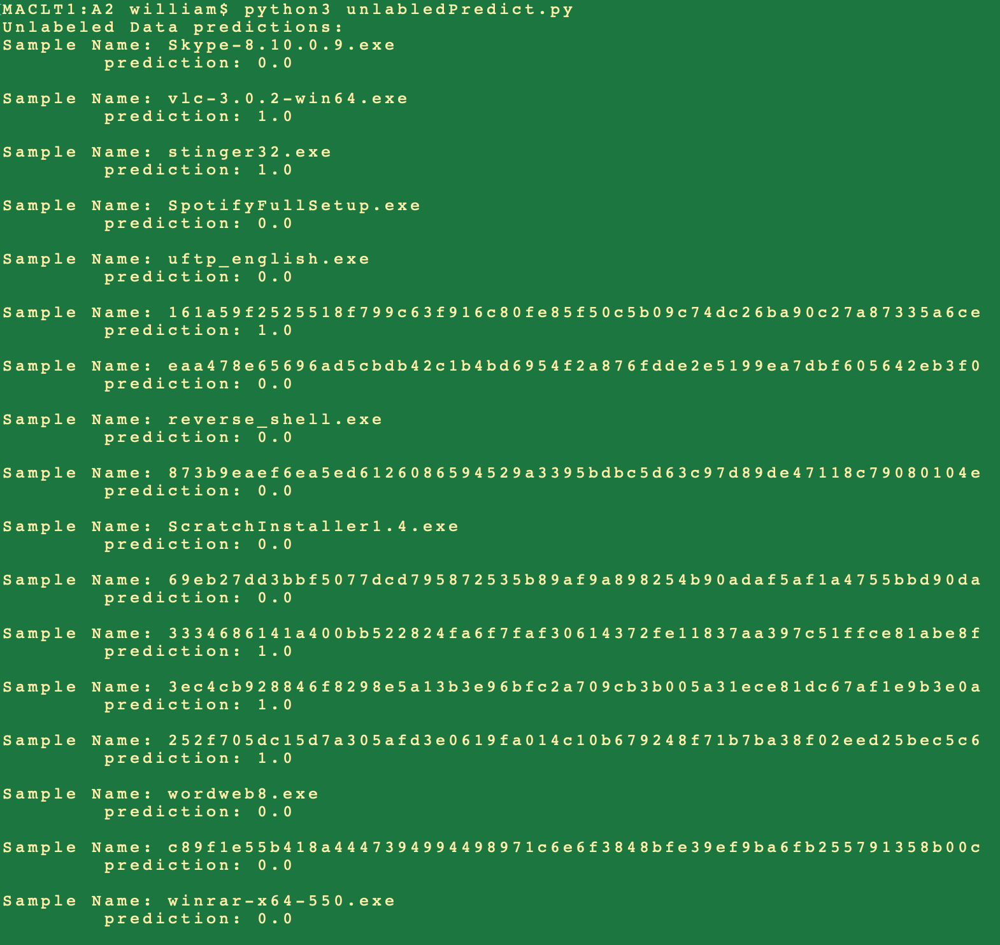 MACLT1:A2 william$ python3 unlabledPredict.py
Unlabeled Data predictions:
Sample Name: Skype-8.10.0.9.exe
prediction: 0.0
Sample Name: vlc-3.0.2-win64.exe
prediction: 1.0
Sample Name: stinger32.exe
prediction: 1.0
Sample Name: SpotifyFullSetup.exe
prediction: 0.0
Sample Name: uftp_english.exe
prediction: 0.0
Sample Name: 161a59f2525518f799c63f916c80fe85f50c5b09c74dc26ba90c27a87335a6ce
prediction: 1.0
Sample Name: eaa478e65696ad5cbdb42c1b4bd6954f2a876fdde2e5199ea7dbf605642eb3f0
prediction: 0.0
Sample Name: reverse_shell.exe
prediction: 0.0
Sample Name: 873b9eaef6ea5ed6126086594529a3395bdbc5d63c97d89de47118c79080104e
prediction: 0.0
Sample Name: ScratchInstaller1.4.exe
prediction: 0.0
Sample Name: 69eb27dd3bbf5077dcd795872535b89af9a898254b90adaf5af1a4755bbd90da
prediction: 0.0
Sample Name: 3334686141a400bb522824fa6f7faf30614372fe11837aa397c51ffce81abe8f
prediction: 1.0
Sample Name: 3ec4cb928846f8298e5a13b3e96bfc2a709cb3b005a31ece81dc67af1e9b3e0a
prediction: 1.0
Sample Name: 252f705dc15d7a305afd3e0619fa014c10b679248f71b7ba38f02eed25bec5c6
prediction: 1.0
Sample Name: wordweb8.exe
prediction: 0.0
Sample Name: c89f1e55b418a4447394994498971c6e6f3848bfe39ef9ba6fb255791358b00c
prediction: 0.0
Sample Name: winrar-x64-550.exe
prediction: 0.0